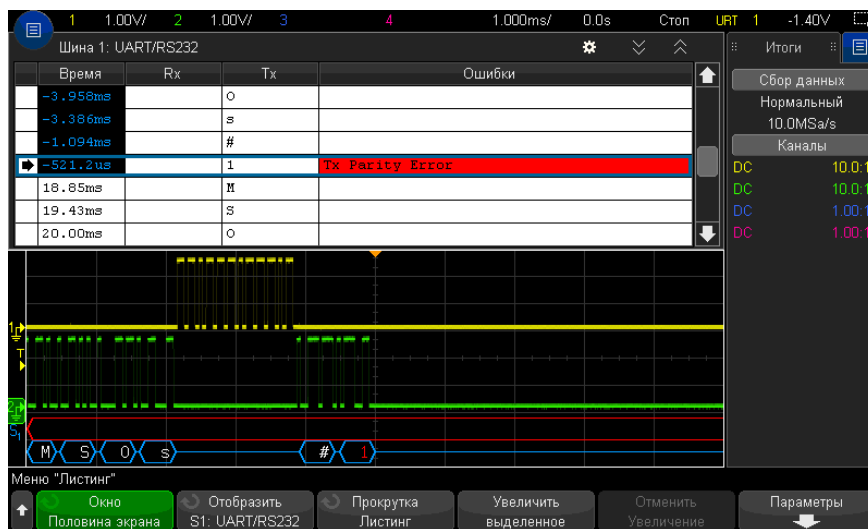 1 1.00V/ 2 1.00V/ 3 4 1.000ms/ 0.0s Стоп URT 1 -1.40V
Шина 1: UART/RS232
Время Rx Tx Ошибки
-3.958ms O
-3.386ms s
-1.094ms #
-521.2us 1 Tx Parity Error
18.85ms M
19.43ms S
20.00ms O
Итоги
Сбор данных
Нормальный
10.0MSa/s
Каналы
DC 10.0:1
DC 10.0:1
DC 1.00:1
DC 1.00:1
1
T
2
S1 M S O s # 1
Меню "Листинг"
Окно
Половина экрана
Отобразить
S1: UART/RS232
Прокрутка
Листинг
Увеличить
выделенное
Отменить
Увеличение
Параметры